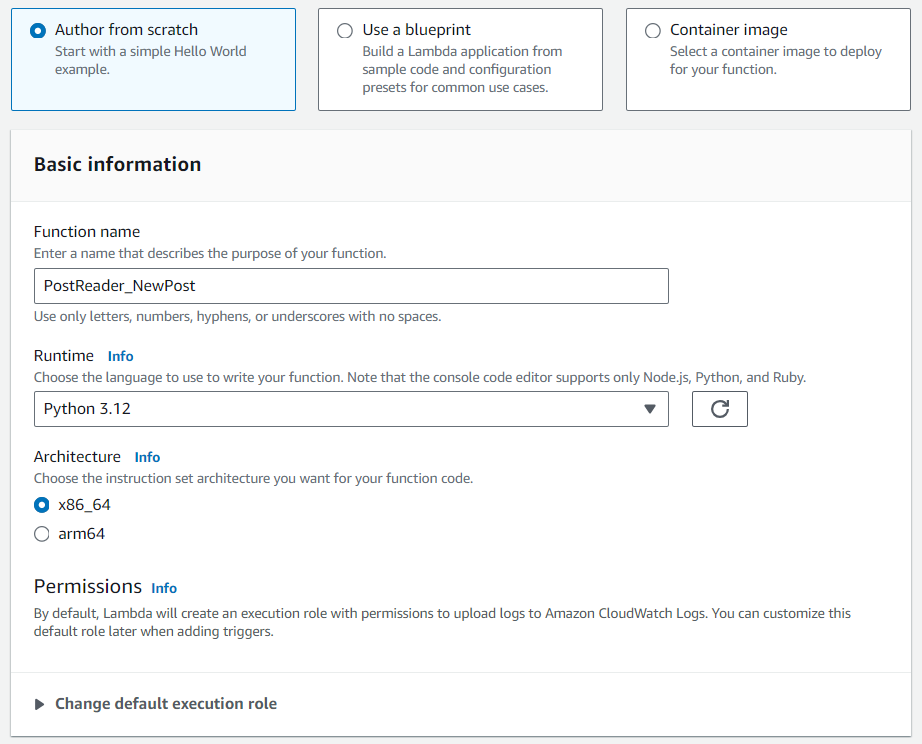 Author from scratch
Start with a simple Hello World
example.
Use a blueprint
Build a Lambda application from
sample code and configuration
presets for common use cases.
Container image
Select a container image to deploy
for your function.
Basic information
Function name
Enter a name that describes the purpose of your function.
PostReader_NewPost
Use only letters, numbers, hyphens, or underscores with no spaces.
Runtime Info
Choose the language to use to write your function. Note that the console code editor supports only Node.js, Python, and Ruby.
Python 3.12
Architecture Info
Choose the instruction set architecture you want for your function code.
x86_64
arm64
Permissions Info
By default, Lambda will create an execution role with permissions to upload logs to Amazon CloudWatch Logs. You can customize this
default role later when adding triggers.
Change default execution role